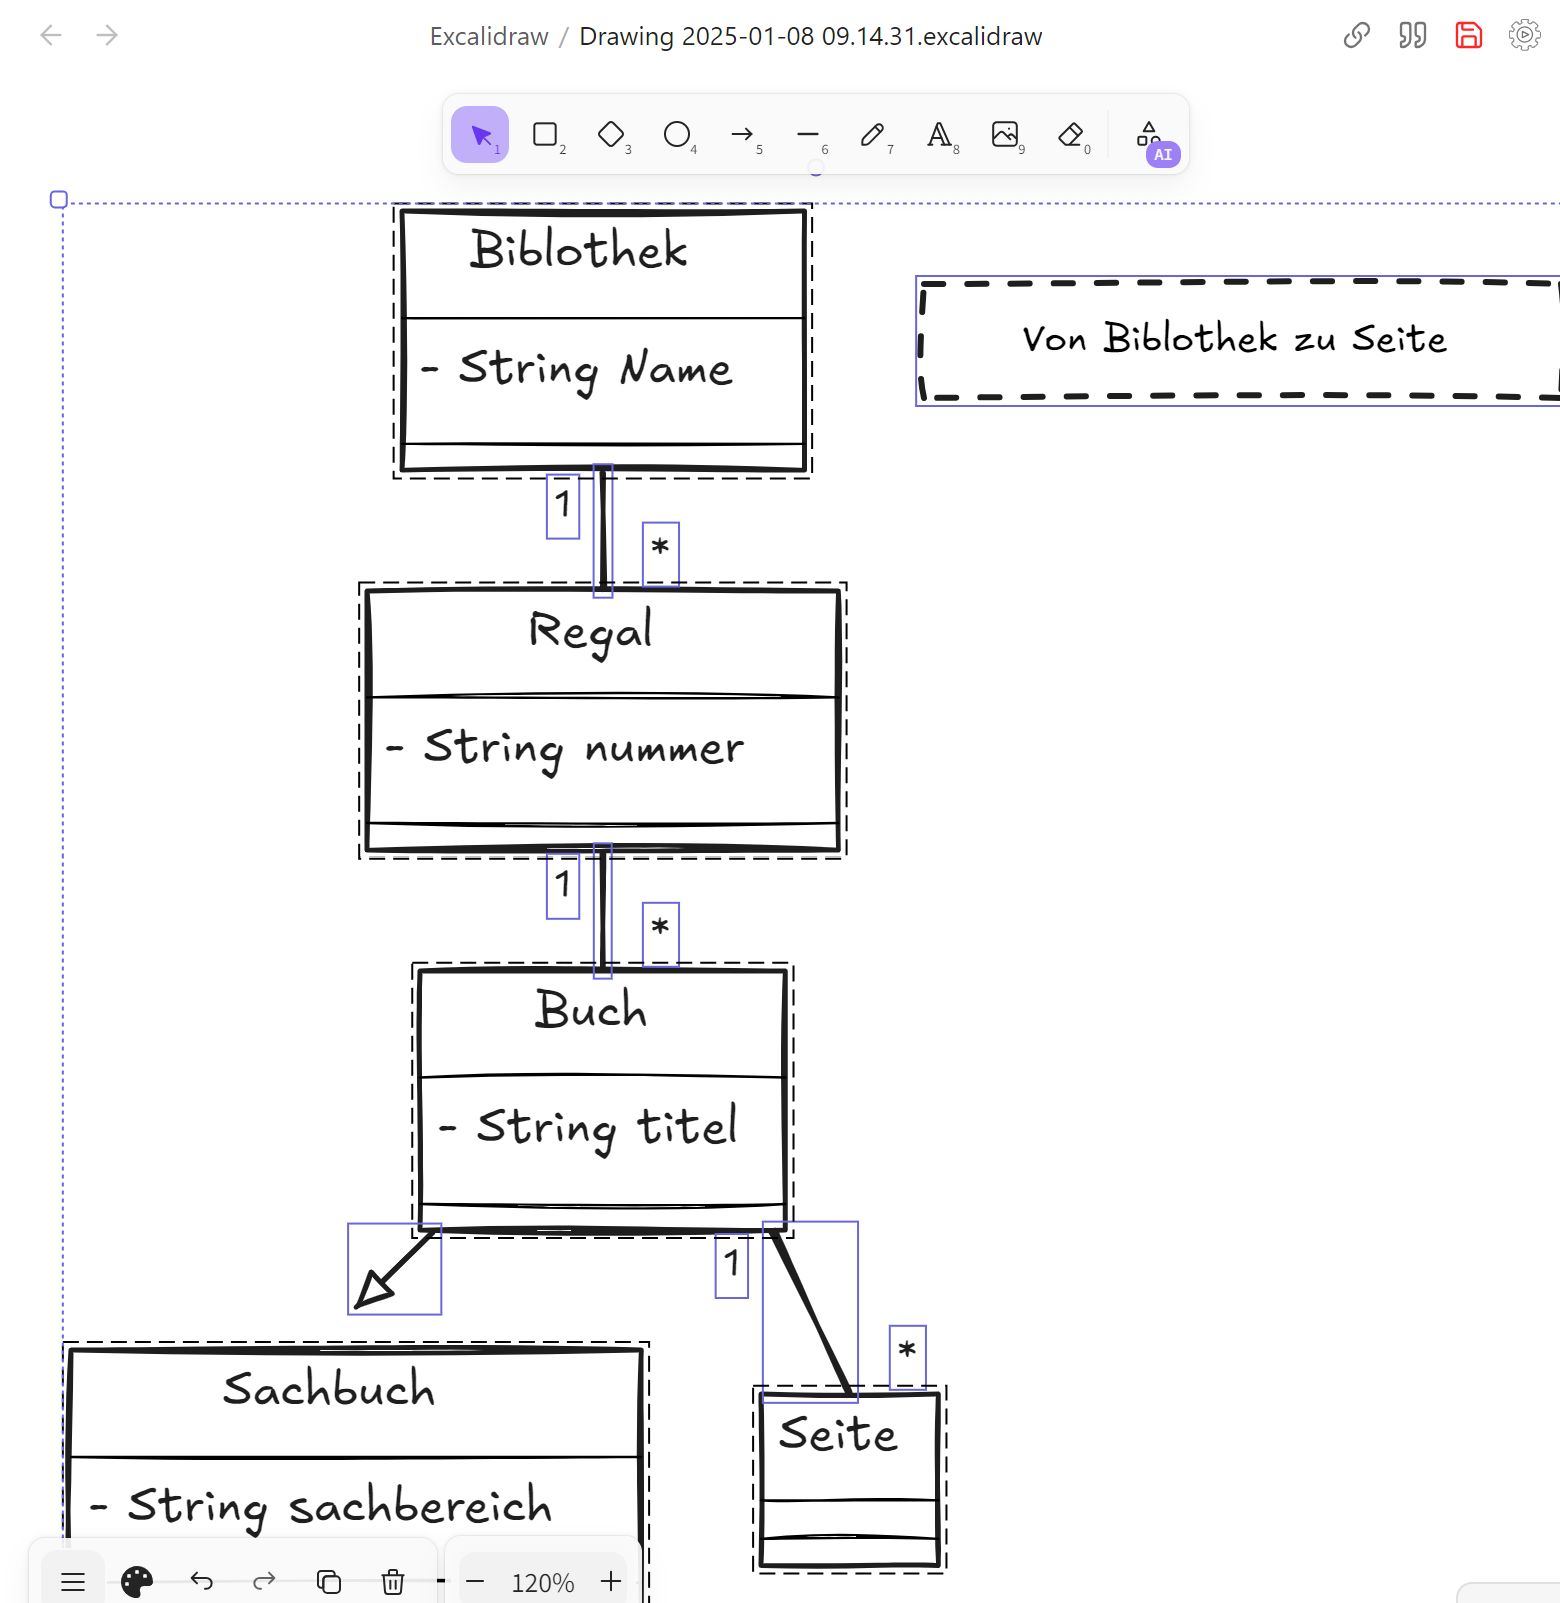 Excalidraw / Drawing 2025-01-08 09.14.31.excalidraw
1 2 3 4 5 6 7 8 9 0 AI
Biblothek
- String Name
Von Biblothek zu Seite
1
*
Regal
- String nummer
1
*
Buch
- String titel
1
*
Sachbuch
- String sachbereich
Seite
120%